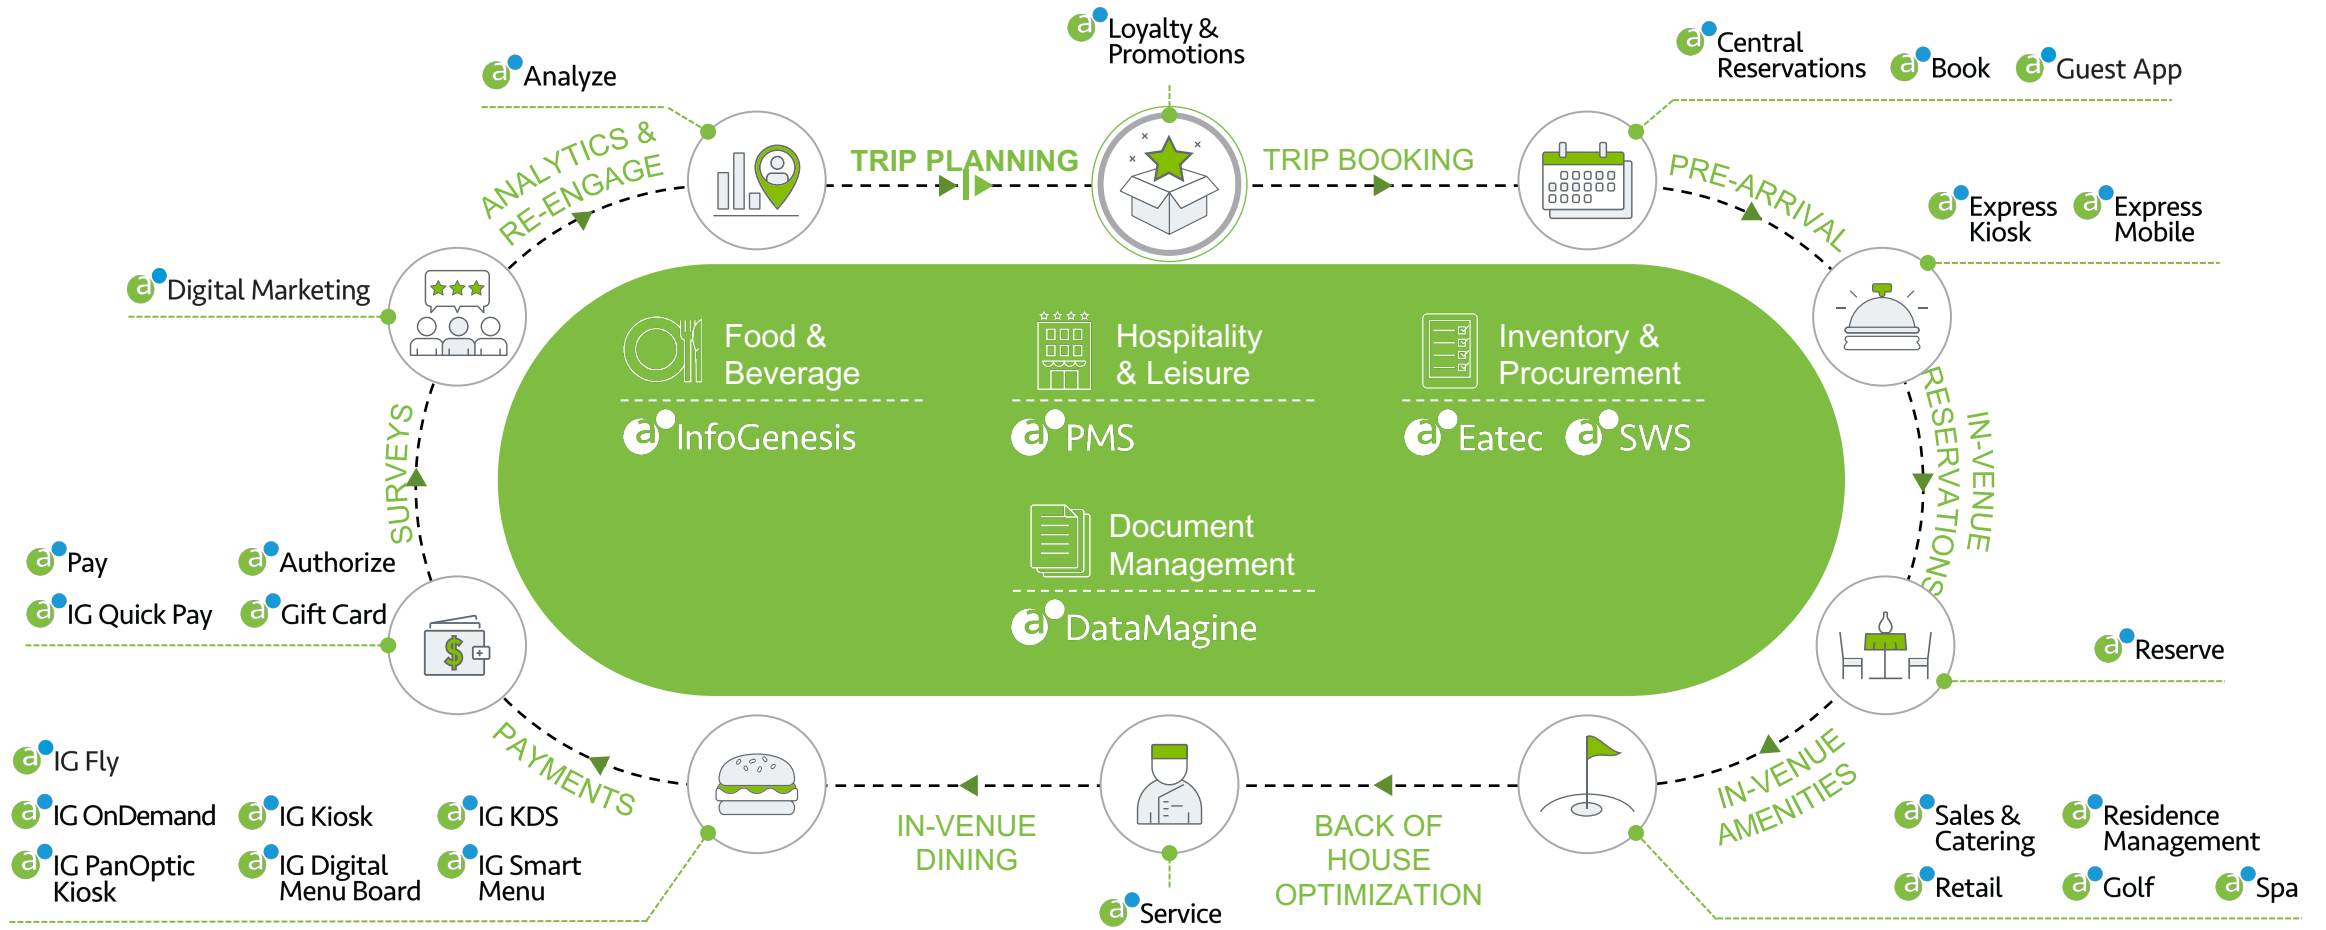 Loyalty &
Promotions
Analyze
Central
Reservations
Book
Guest App
ANALYTICS &
RE-ENGAGE
TRIP PLANNING
TRIP BOOKING
PRE-ARRIVAL
Express
Kiosk
Express
Mobile
Digital Marketing
Food &
Beverage
InfoGenesis
Hospitality
& Leisure
PMS
Inventory &
Procurement
Eatec
SWS
IN-VENUE
RESERVATIONS
SURVEYS
Document
Management
DataMagine
Pay
Authorize
IG Quick Pay
Gift Card
$
Reserve
PAYMENTS
IN-VENUE
AMENITIES
IG Fly
IG OnDemand
IG Kiosk
IG KDS
IG PanOptic
Kiosk
IG Digital
Menu Board
IG Smart
Menu
IN-VENUE
DINING
BACK OF
HOUSE
OPTIMIZATION
Service
Sales &
Catering
Residence
Management
Retail
Golf
Spa